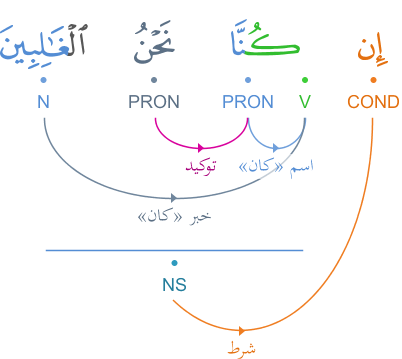 إِن كُنَّا نَحْنُ ٱلْغَـٰلِبِينَ
COND V PRON PRON N
اسم «كان» توكيد
خبر «كان»
NS
شرط